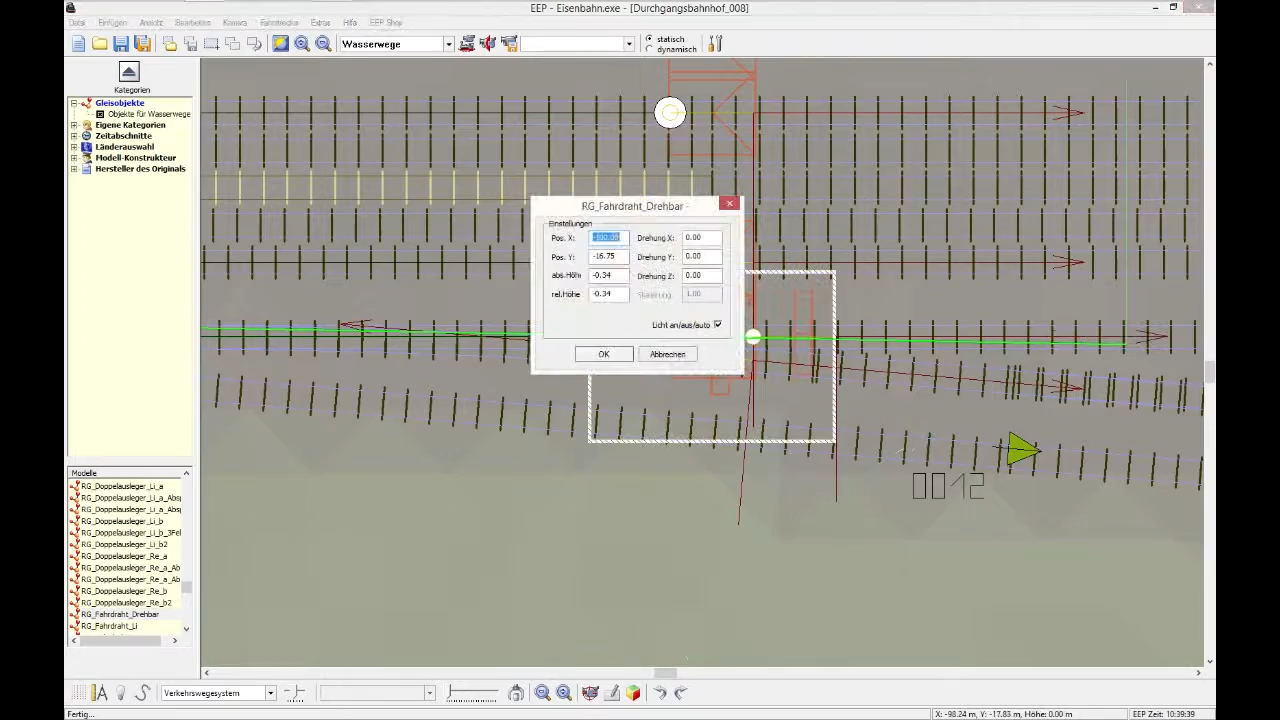 EEP - Eisenbahn.exe - [Durchgangsbahnhof_008]
Datei Einfügen Ansicht Bearbeiten Kamera Fahrstrecke Extras Hilfe EEP Shop
Wasserwege
statisch
dynamisch
Kategorien
Gleisobjekte
Objekte für Wasserwege
Eigene Kategorien
Zeitabschnitte
Länderauswahl
Modell-Konstrukteur
Hersteller des Originals
RG_Fahrdraht_Drehbar
Einstellungen
Pos. X: Drehung X: 0.00
Pos. Y: -16.75 Drehung Y: 0.00
abs.Höh -0.34 Drehung Z: 0.00
rel.Höhe -0.34 Skalierung: 1.00
Licht an/aus/auto
OK Abbrechen
0012
Modelle
RG_Doppelausleger_Li_a
RG_Doppelausleger_Li_a_Absp
RG_Doppelausleger_Li_a_Absp
RG_Doppelausleger_Li_b
RG_Doppelausleger_Li_b_3Fel
RG_Doppelausleger_Li_b2
RG_Doppelausleger_Re_a
RG_Doppelausleger_Re_a_Ab
RG_Doppelausleger_Re_a_Ab
RG_Doppelausleger_Re_b
RG_Doppelausleger_Re_b2
RG_Fahrdraht_Drehbar
RG_Fahrdraht_Li
Verkehrswegesystem
Fertig...
X: -98.24 m, Y: -17.83 m, Höhe: 0.00 m
EEP Zeit: 10:39:39